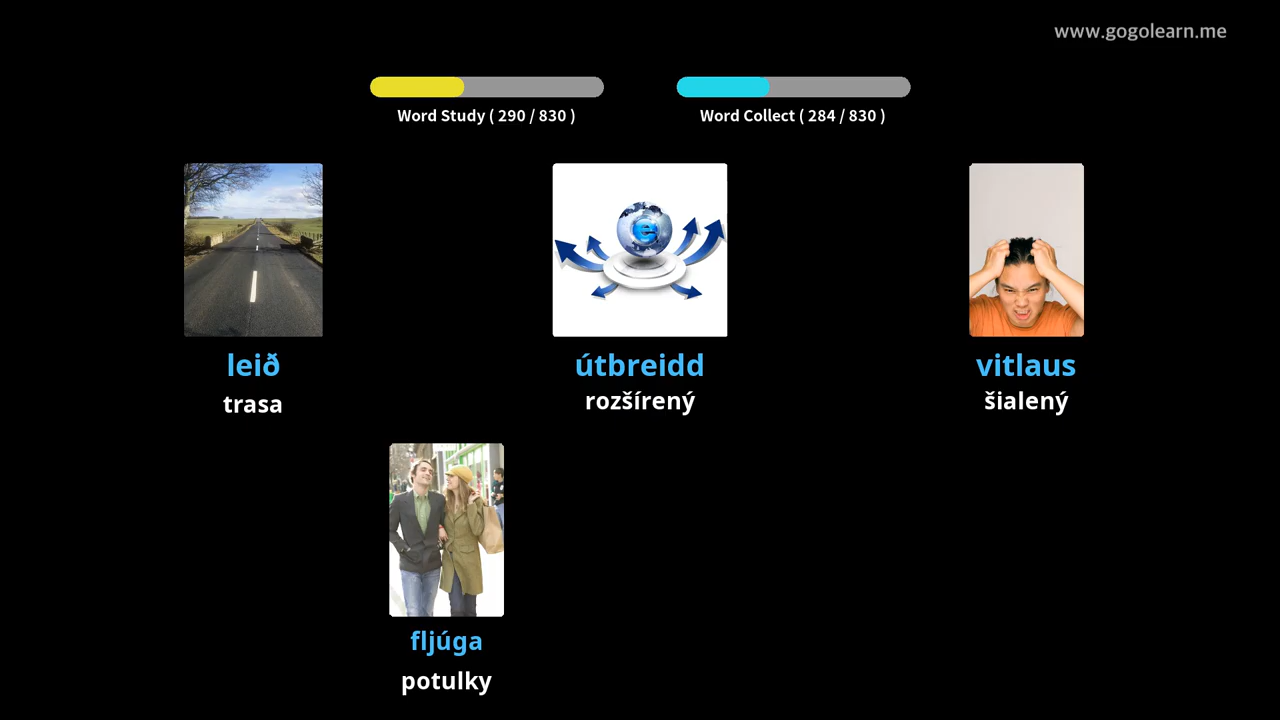 www.gogolearn.me
Word Study ( 290 / 830 )
Word Collect ( 284 / 830 )
leið
útbreidd
vitlaus
trasa
rozšírený
šialený
fljúga
potulky